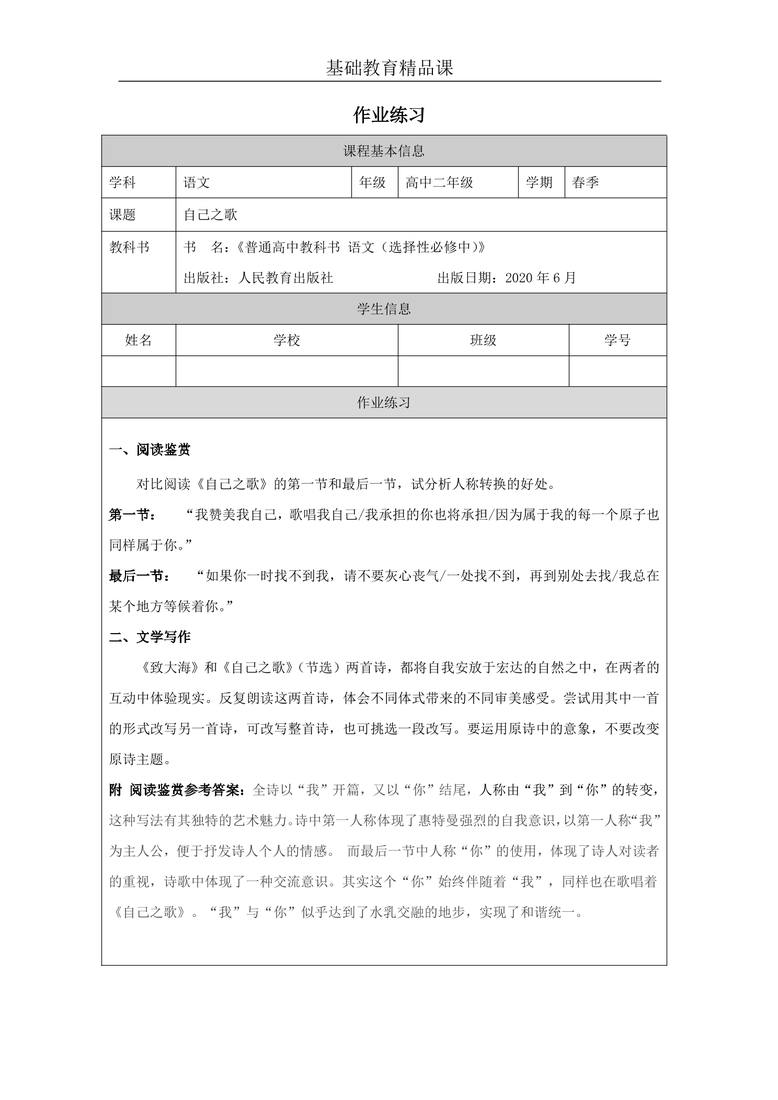 基础教育精品课
作业练习
课程基本信息
学科 语文 年级 高中二年级 学期 春季
课题 自己之歌
教科书 书 名：《普通高中教科书 语文（选择性必修中）》
出版社：人民教育出版社 出版日期：2020 年 6 月
学生信息
姓名 学校 班级 学号
作业练习
一、阅读鉴赏
对比阅读《自己之歌》的第一节和最后一节，试分析人称转换的好处。
第一节： “我赞美我自己，歌唱我自己/我承担的你也将承担/因为属于我的每一个原子也
同样属于你。”
最后一节： “如果你一时找不到我，请不要灰心丧气/一处找不到，再到别处去找/我总在
某个地方等候着你。”
二、文学写作
《致大海》和《自己之歌》（节选）两首诗，都将自我安放于宏达的自然之中，在两者的
互动中体验现实。反复朗读这两首诗，体会不同体式带来的不同审美感受。尝试用其中一首
的形式改写另一首诗，可改写整首诗，也可挑选一段改写。要运用原诗中的意象，不要改变
原诗主题。
附 阅读鉴赏参考答案：全诗以“我”开篇，又以“你”结尾，人称由“我”到“你”的转变，
这种写法有其独特的艺术魅力。诗中第一人称体现了惠特曼强烈的自我意识，以第一人称“我”
为主人公，便于抒发诗人个人的情感。 而最后一节中人称“你”的使用，体现了诗人对读者
的重视，诗歌中体现了一种交流意识。其实这个“你”始终伴随着“我”，同样也在歌唱着
《自己之歌》。“我”与“你”似乎达到了水乳交融的地步，实现了和谐统一。